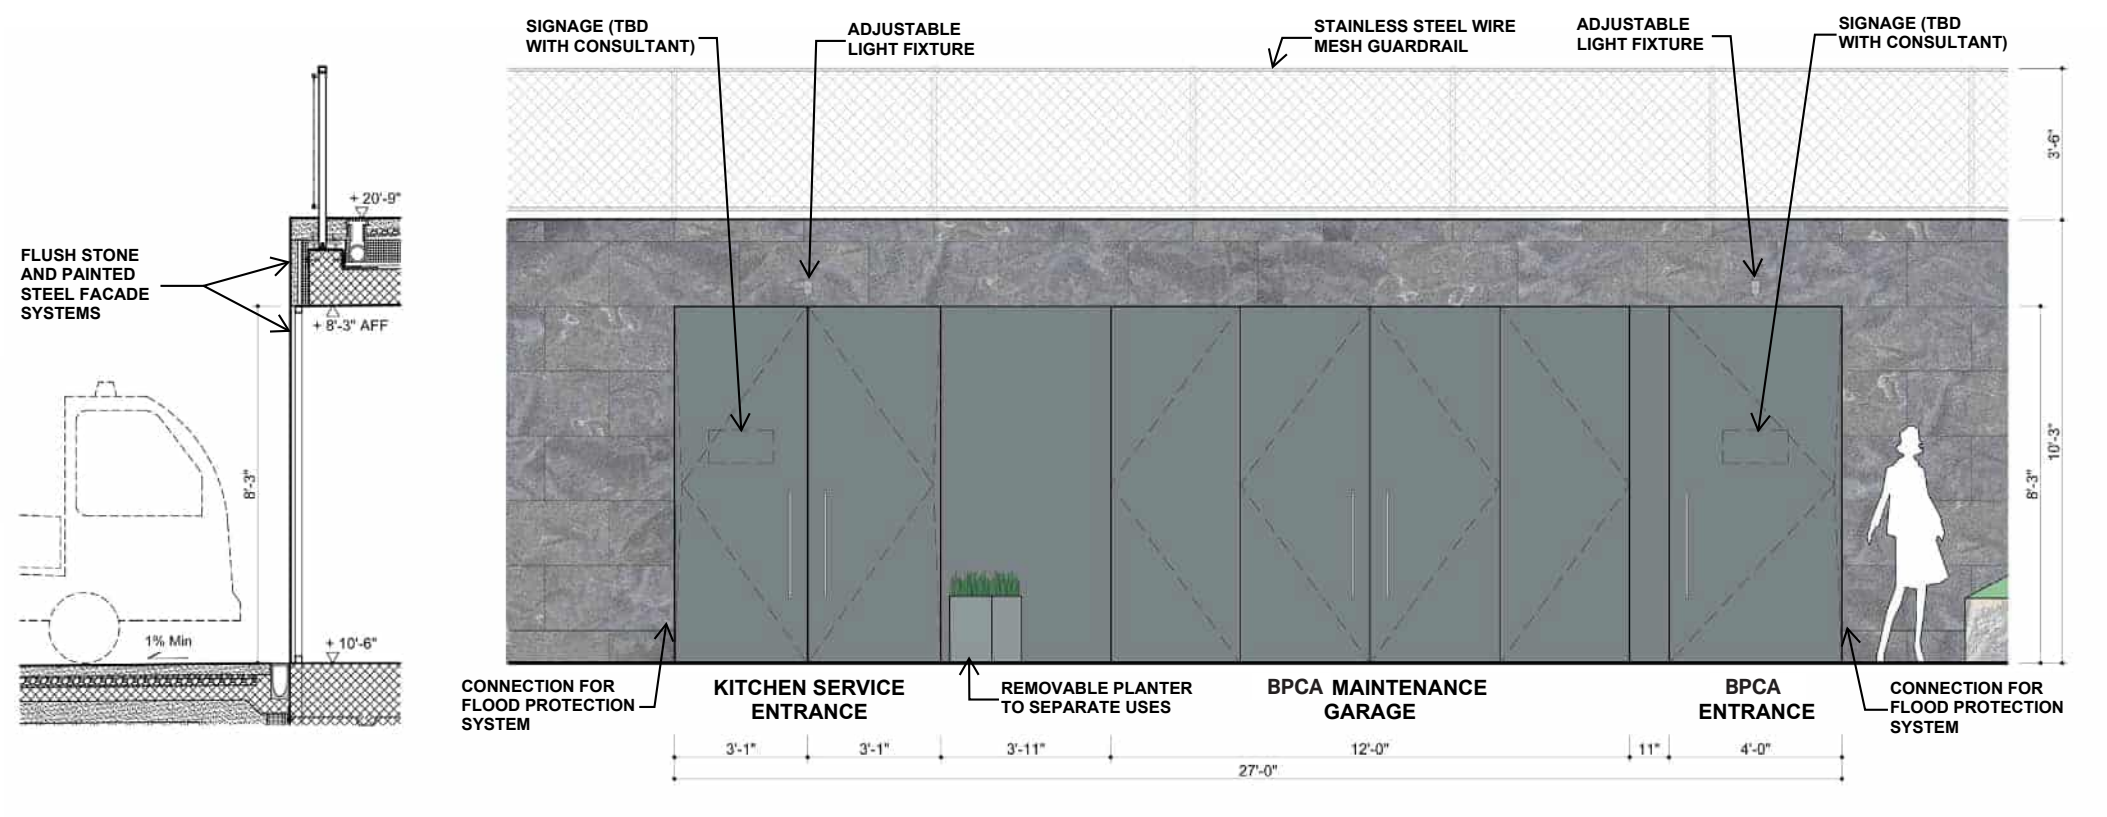 SIGNAGE (TBD
WITH CONSULTANT)
ADJUSTABLE
LIGHT FIXTURE
STAINLESS STEEL WIRE
MESH GUARDRAIL
ADJUSTABLE
LIGHT FIXTURE
SIGNAGE (TBD
WITH CONSULTANT)
3'-6"
+ 20'-9"
FLUSH STONE
AND PAINTED
STEEL FACADE
SYSTEMS
+ 8'-3" AFF
8'-3"
10'-3"
8'-3"
1% Min
+ 10'-6"
CONNECTION FOR
FLOOD PROTECTION
SYSTEM
KITCHEN SERVICE
ENTRANCE
REMOVABLE PLANTER
TO SEPARATE USES
BPCA MAINTENANCE
GARAGE
BPCA
ENTRANCE
CONNECTION FOR
FLOOD PROTECTION
SYSTEM
3'-1"
3'-1"
3'-11"
12'-0"
11"
4'-0"
27'-0"